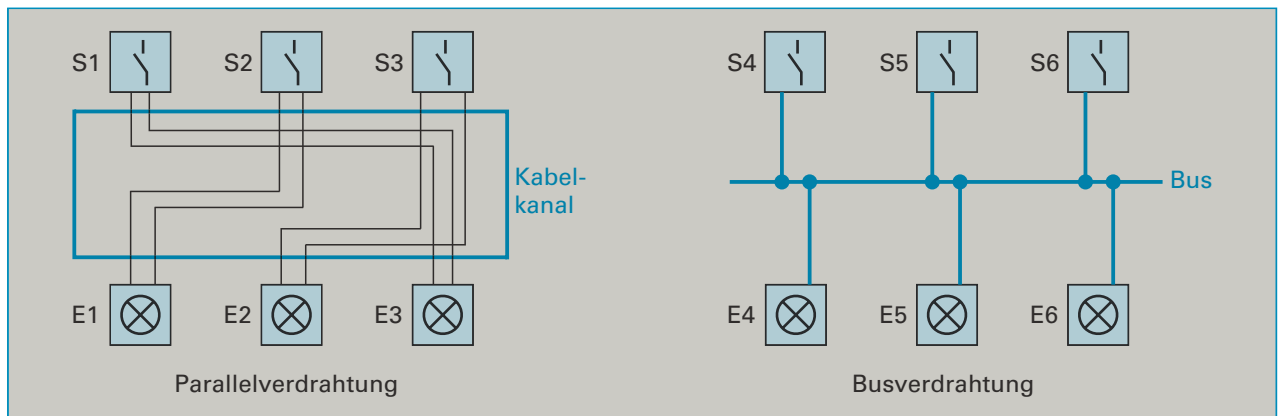 S1
S2
S3
S4
S5
S6
Kabel-
kanal
Bus
E1
E2
E3
E4
E5
E6
Parallelverdrahtung
Busverdrahtung